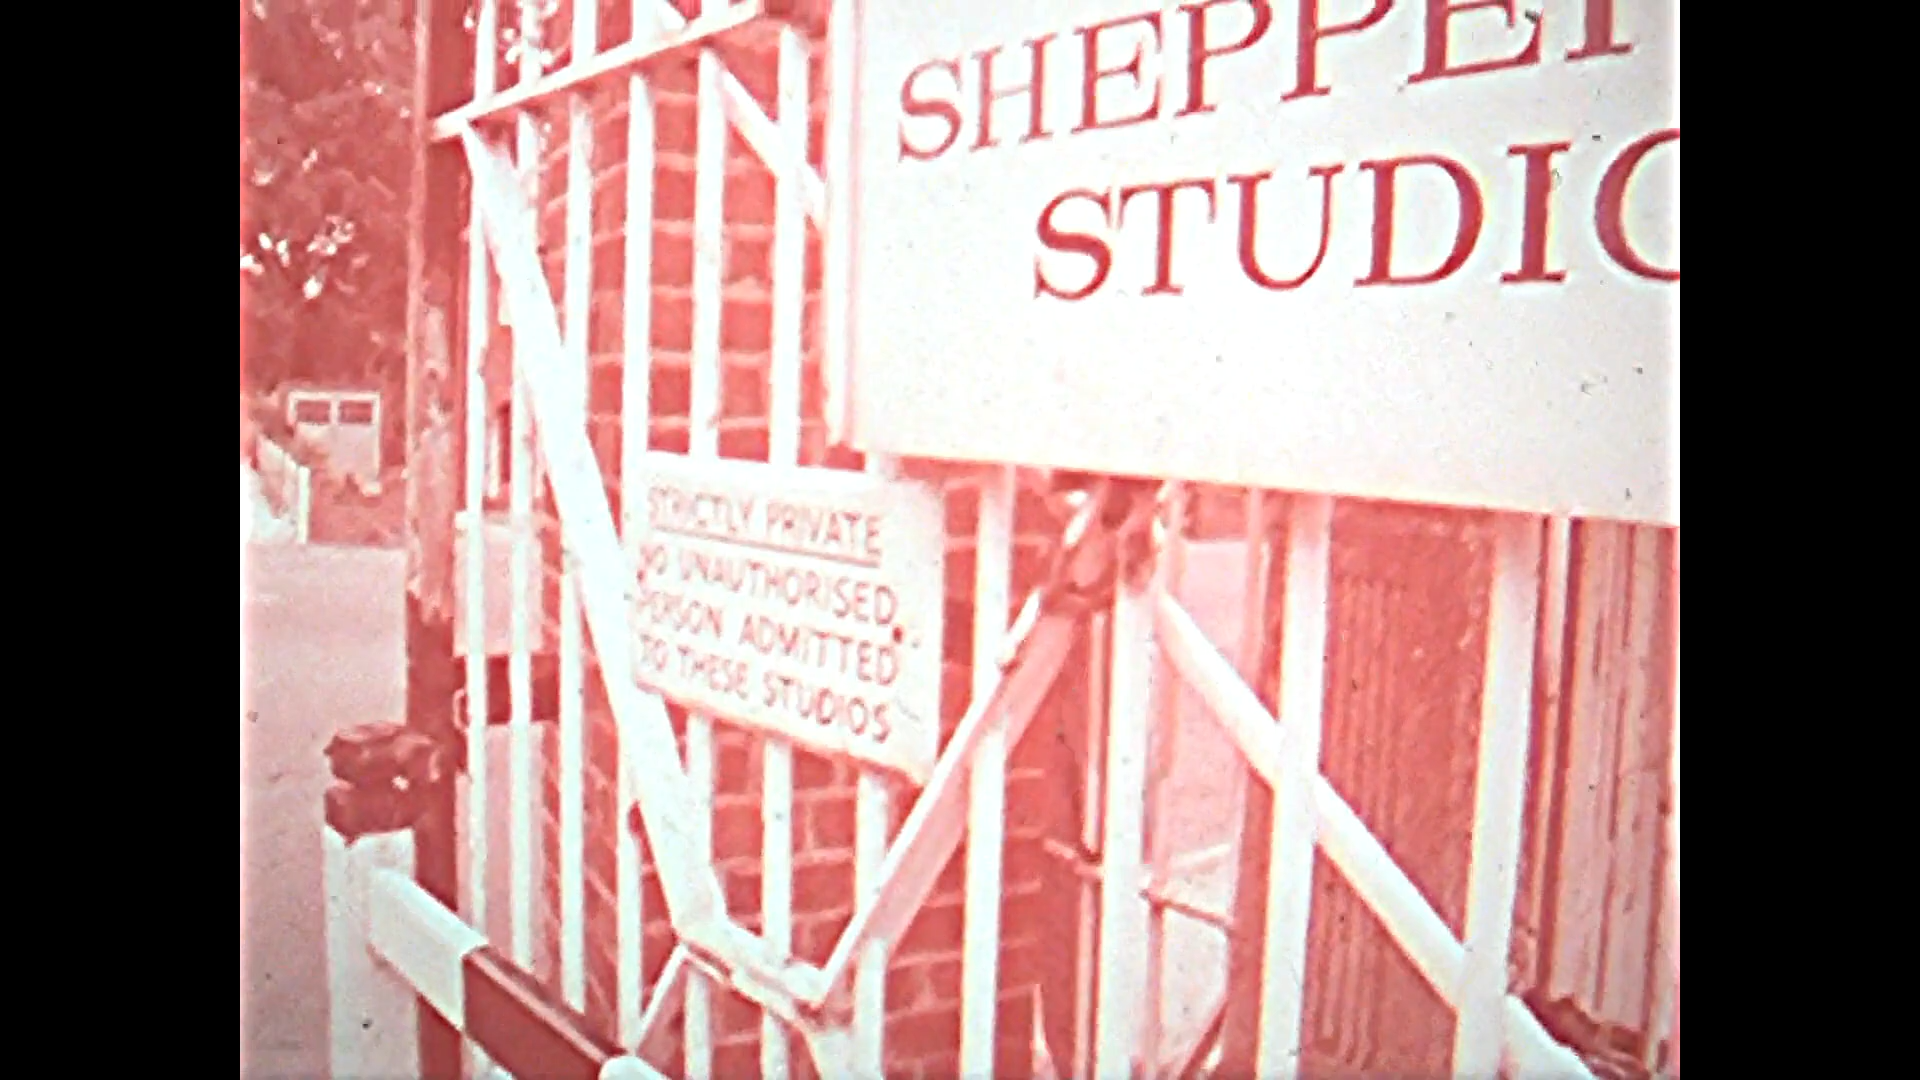 SHEPPE
STUDIO
STRICTLY PRIVATE
NO UNAUTHORISED
PERSON ADMITTED
TO THESE STUDIOS